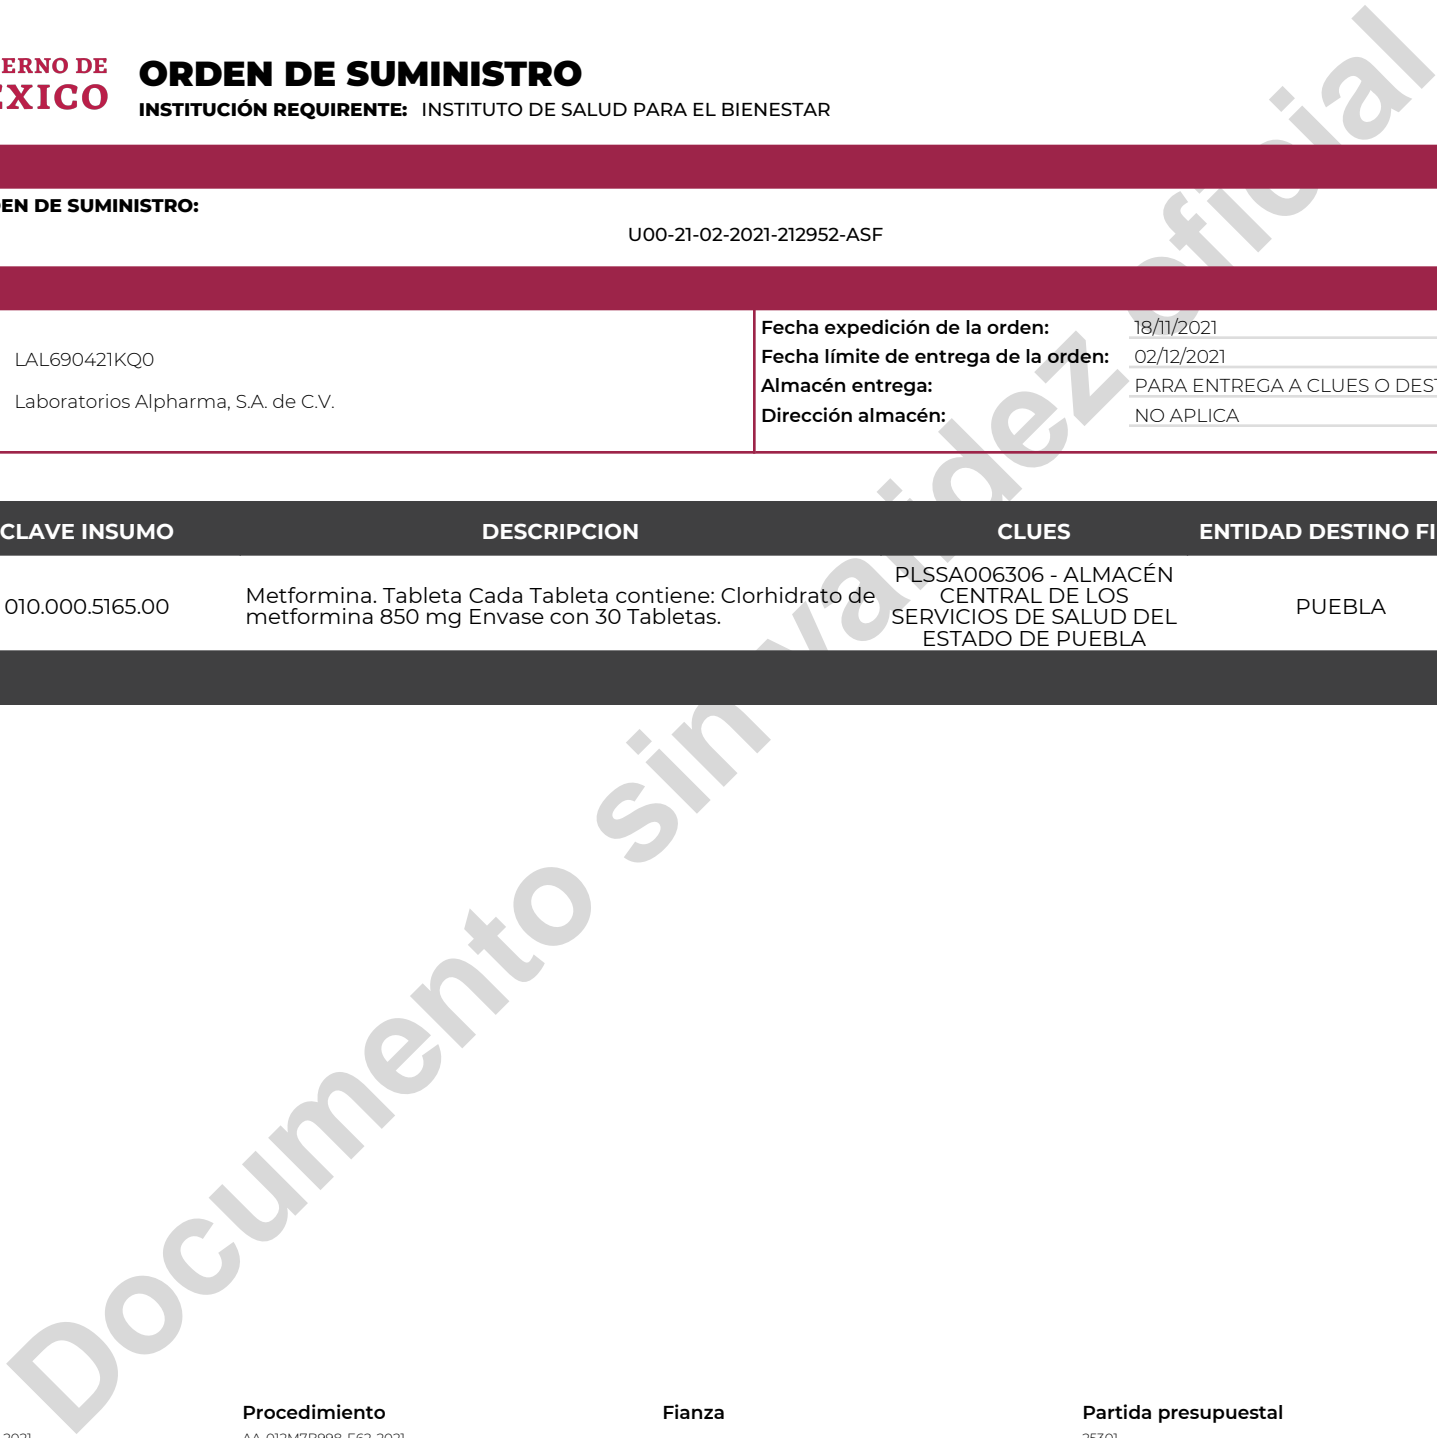 ERNO DE
ÉXICO
ORDEN DE SUMINISTRO
INSTITUCIÓN REQUIRENTE: INSTITUTO DE SALUD PARA EL BIENESTAR
EN DE SUMINISTRO:
U00-21-02-2021-212952-ASF
LAL690421KQ0
Laboratorios Alpharma, S.A. de C.V.
Fecha expedición de la orden: 18/11/2021
Fecha límite de entrega de la orden: 02/12/2021
Almacén entrega: PARA ENTREGA A CLUES O DEST
Dirección almacén: NO APLICA
CLAVE INSUMO DESCRIPCION CLUES ENTIDAD DESTINO FI
010.000.5165.00
Metformina. Tableta Cada Tableta contiene: Clorhidrato de
metformina 850 mg Envase con 30 Tabletas.
PLSSA006306 - ALMACÉN
CENTRAL DE LOS
SERVICIOS DE SALUD DEL
ESTADO DE PUEBLA
PUEBLA
Documento sin validez oficial
Procedimiento Fianza Partida presupuestal